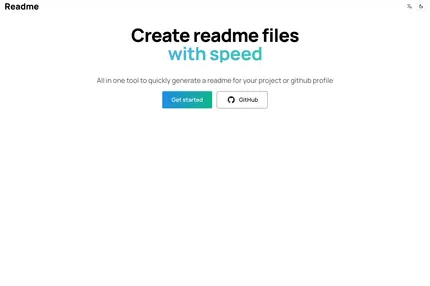 Readme
Create readme files
with speed
All in one tool to quickly generate a readme for your project or github profile
Get started
GitHub